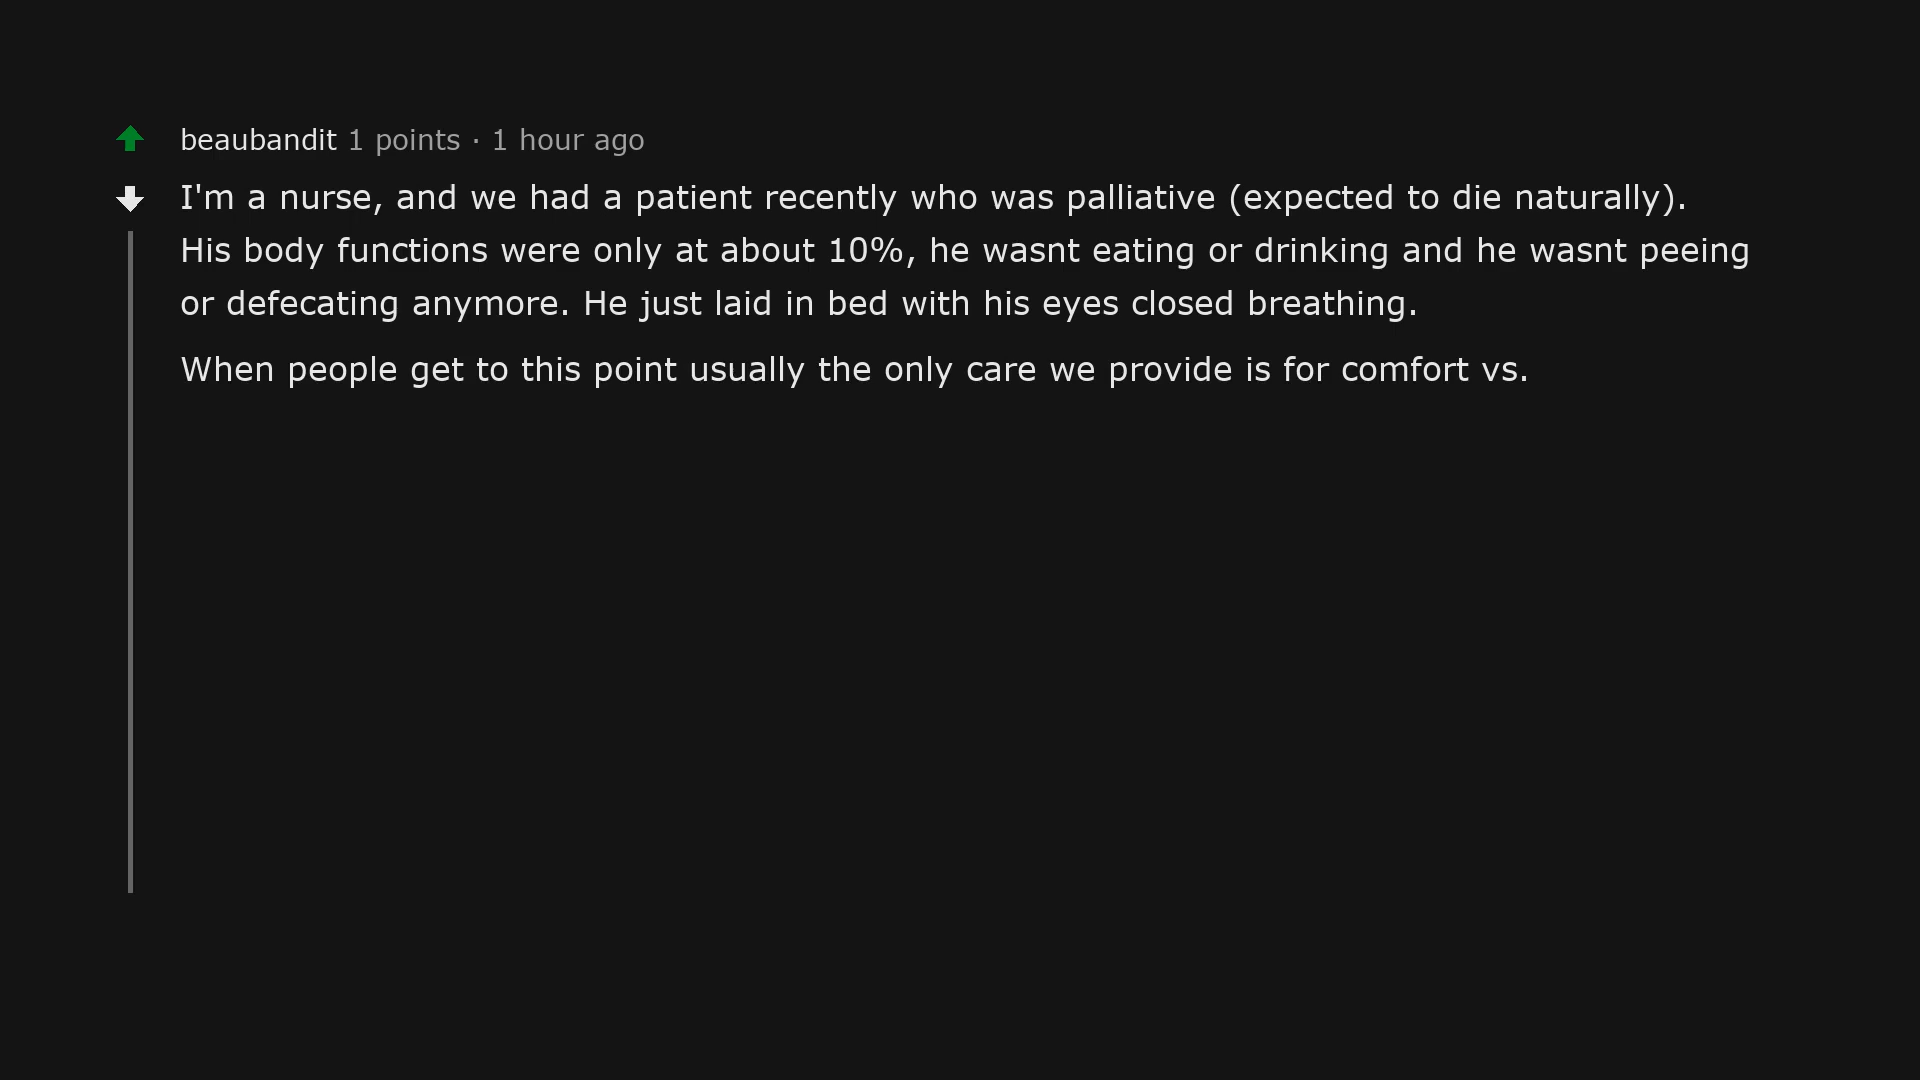 beaubandit 1 points · 1 hour ago
I'm a nurse, and we had a patient recently who was palliative (expected to die naturally).
His body functions were only at about 10%, he wasnt eating or drinking and he wasnt peeing
or defecating anymore. He just laid in bed with his eyes closed breathing.
When people get to this point usually the only care we provide is for comfort vs.